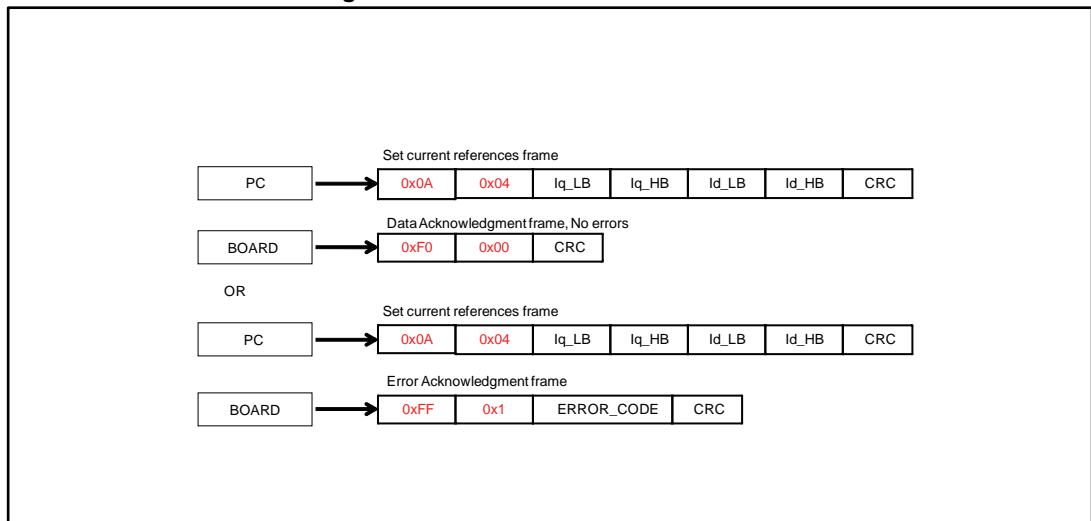 Set current references frame
PC 0x0A 0x04 Iq_LB Iq_HB Id_LB Id_HB CRC
Data Acknowledgment frame, No errors
BOARD 0xF0 0x00 CRC
OR
Set current references frame
PC 0x0A 0x04 Iq_LB Iq_HB Id_LB Id_HB CRC
Error Acknowledgment frame
BOARD 0xFF 0x1 ERROR_CODE CRC